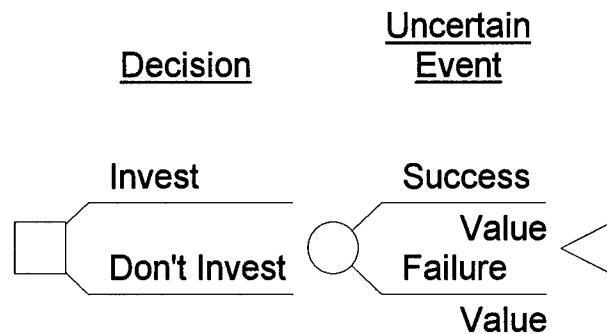 Decision
Uncertain
Event
Invest
Don't Invest
Success
Value
Failure
Value